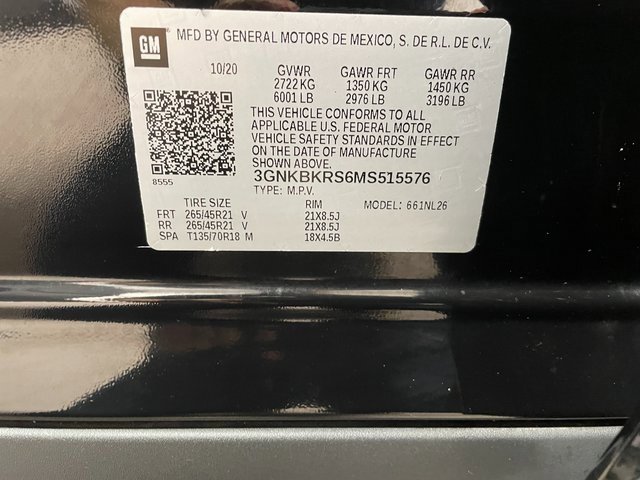 GM
MFD BY GENERAL MOTORS DE MEXICO, S. DE R.L. DE C.V.
10/20 GVWR GAWR FRT GAWR RR
2722 KG 1350 KG 1450 KG
6001 LB 2976 LB 3196 LB
THIS VEHICLE CONFORMS TO ALL
APPLICABLE U.S. FEDERAL MOTOR
VEHICLE SAFETY STANDARDS IN EFFECT
ON THE DATE OF MANUFACTURE
SHOWN ABOVE.
8555
3GNKBKRS6MS515576
TYPE: M.P.V.
TIRE SIZE RIM MODEL: 661NL26
FRT 265/45R21 V 21X8.5J
RR 265/45R21 V 21X8.5J
SPA T135/70R18 M 18X4.5B